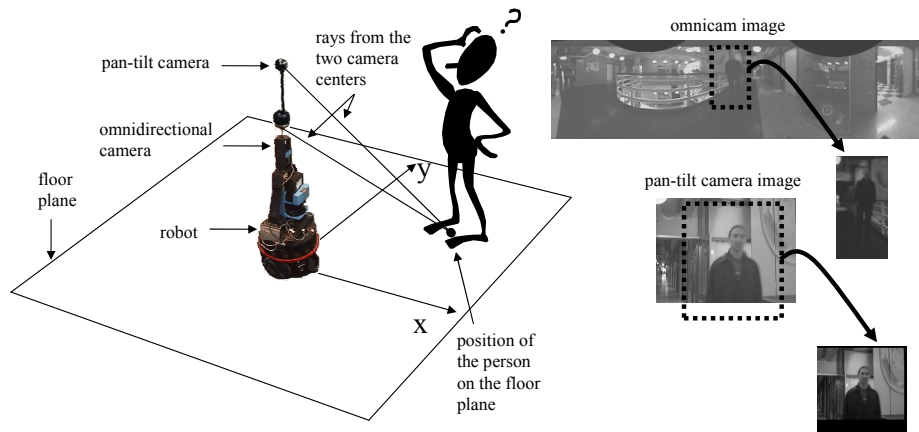 pan-tilt camera
rays from the
two camera
centers
?
omnidirectional
camera
floor
plane
robot
y
x
position of
the person
on the floor
plane
omnicam image
pan-tilt camera image